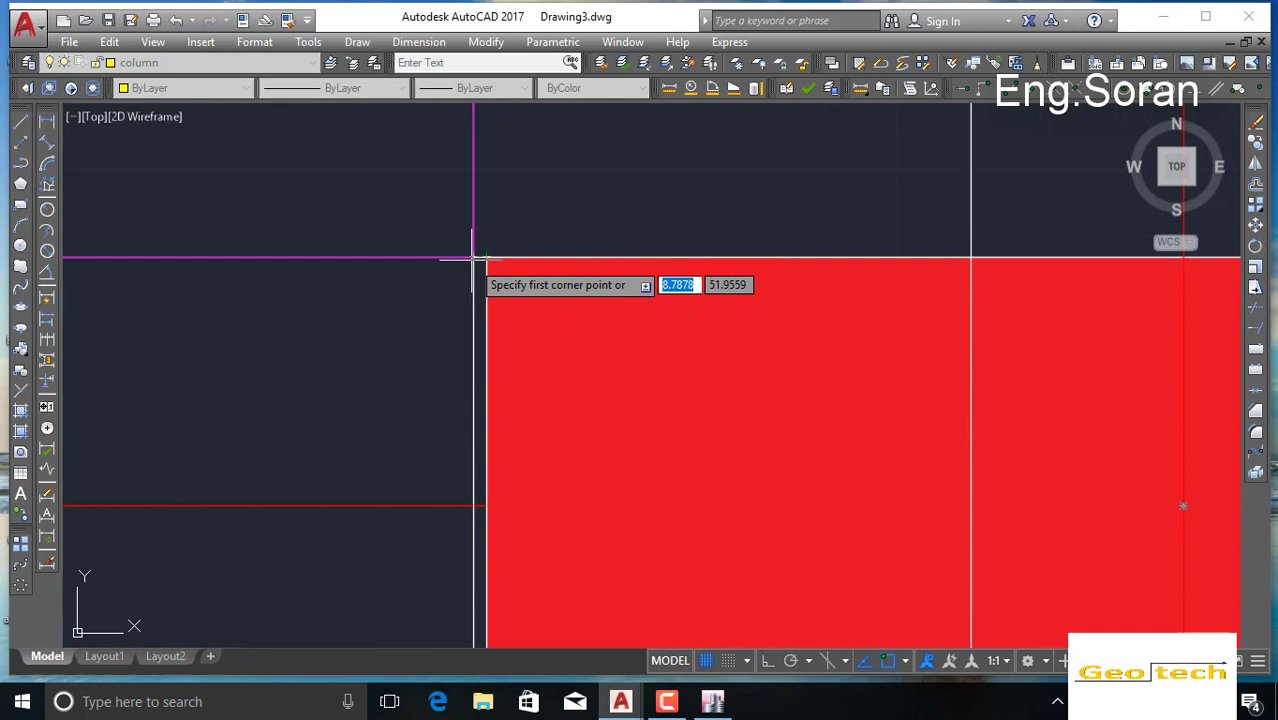 Autodesk AutoCAD 2017 Drawing3.dwg
Type a keyword or phrase
Sign In
File Edit View Insert Format Tools Draw Dimension Modify Parametric Window Help Express
column
Enter Text
ABC
ByLayer
ByLayer
ByLayer
ByColor
Eng.Soran
[−][Top][2D Wireframe]
N
W
TOP
E
S
WCS
Specify first corner point or
8.7878
51.9559
Y
X
Model
Layout1
Layout2
MODEL
1:1
Geotech
Type here to search
4